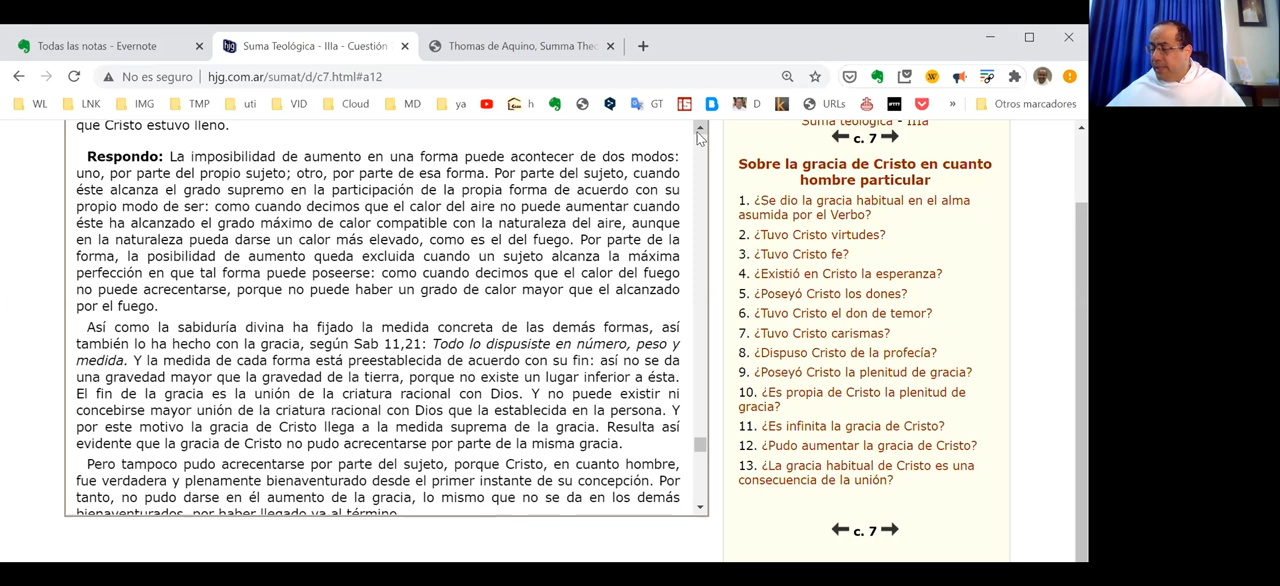 Todas las notas - Evernote
Suma Teológica - IIIa - Cuestión
Thomas de Aquino, Summa Theo
No es seguro
hjg.com.ar/sumat/d/c7.html#a12
WL LNK IMG TMP uti VID Cloud MD ya h GT D URLs Otros marcadores
que Cristo estuvo lleno.
Respondo: La imposibilidad de aumento en una forma puede acontecer de dos modos:
uno, por parte del propio sujeto; otro, por parte de esa forma. Por parte del sujeto, cuando
éste alcanza el grado supremo en la participación de la propia forma de acuerdo con su
propio modo de ser: como cuando decimos que el calor del aire no puede aumentar cuando
éste ha alcanzado el grado máximo de calor compatible con la naturaleza del aire, aunque
en la naturaleza pueda darse un calor más elevado, como es el del fuego. Por parte de la
forma, la posibilidad de aumento queda excluida cuando un sujeto alcanza la máxima
perfección en que tal forma puede poseerse: como cuando decimos que el calor del fuego
no puede acrecentarse, porque no puede haber un grado de calor mayor que el alcanzado
por el fuego.
Así como la sabiduría divina ha fijado la medida concreta de las demás formas, así
también lo ha hecho con la gracia, según Sab 11,21: Todo lo dispusiste en número, peso y
medida. Y la medida de cada forma está preestablecida de acuerdo con su fin: así no se da
una gravedad mayor que la gravedad de la tierra, porque no existe un lugar inferior a ésta.
El fin de la gracia es la unión de la criatura racional con Dios. Y no puede existir ni
concebirse mayor unión de la criatura racional con Dios que la establecida en la persona. Y
por este motivo la gracia de Cristo llega a la medida suprema de la gracia. Resulta así
evidente que la gracia de Cristo no pudo acrecentarse por parte de la misma gracia.
Pero tampoco pudo acrecentarse por parte del sujeto, porque Cristo, en cuanto hombre,
fue verdadera y plenamente bienaventurado desde el primer instante de su concepción. Por
tanto, no pudo darse en él aumento de la gracia, lo mismo que no se da en los demás
bienaventurados, por haber llegado ya al término.
Suma teológica - IIIa
c. 7
Sobre la gracia de Cristo en cuanto
hombre particular
1. ¿Se dio la gracia habitual en el alma
asumida por el Verbo?
2. ¿Tuvo Cristo virtudes?
3. ¿Tuvo Cristo fe?
4. ¿Existió en Cristo la esperanza?
5. ¿Poseyó Cristo los dones?
6. ¿Tuvo Cristo el don de temor?
7. ¿Tuvo Cristo carismas?
8. ¿Dispuso Cristo de la profecía?
9. ¿Poseyó Cristo la plenitud de gracia?
10. ¿Es propia de Cristo la plenitud de
gracia?
11. ¿Es infinita la gracia de Cristo?
12. ¿Pudo aumentar la gracia de Cristo?
13. ¿La gracia habitual de Cristo es una
consecuencia de la unión?
c. 7